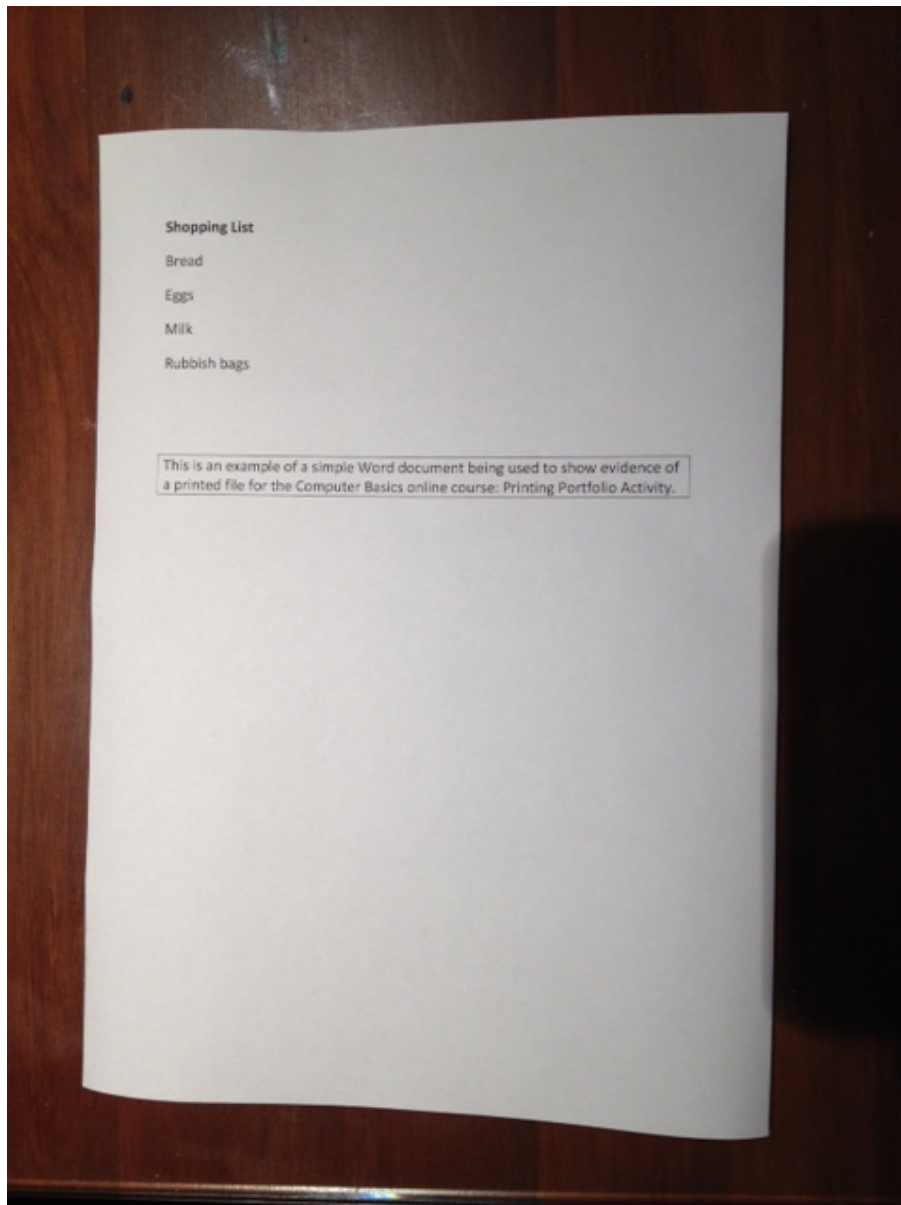 Shopping List
Bread
Eggs
Milk
Rubbish bags
This is an example of a simple Word document being used to show evidence of
a printed file for the Computer Basics online course: Printing Portfolio Activity.